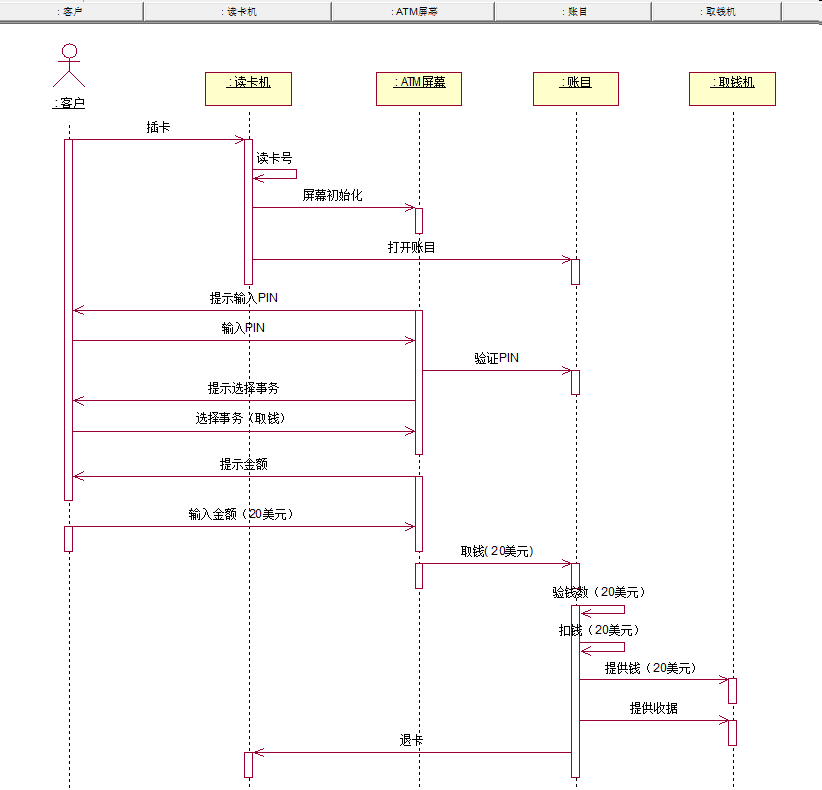 : 客户
: 读卡机
: ATM屏幕
: 账目
: 取钱机
: 客户
: 读卡机
: ATM屏幕
: 账目
: 取钱机
插卡
读卡号
屏幕初始化
打开账目
提示输入PIN
输入PIN
验证PIN
提示选择事务
选择事务（取钱）
提示金额
输入金额（20美元）
取钱( 20美元)
验钱数（20美元）
扣钱（20美元）
提供钱（20美元）
提供收据
退卡